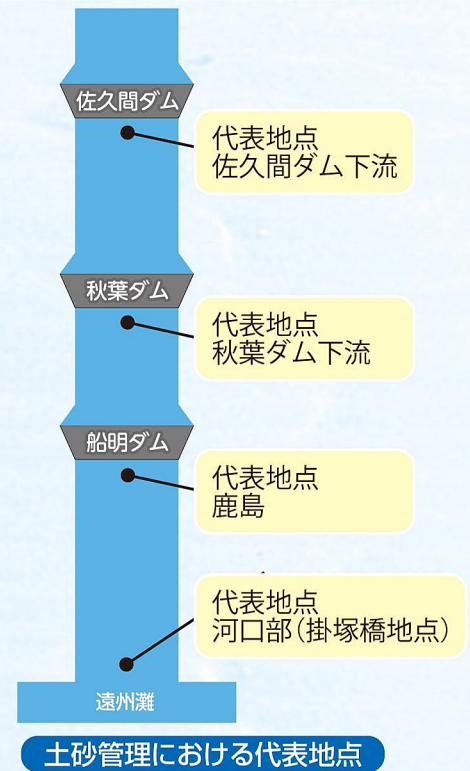 佐久間ダム
代表地点
佐久間ダム下流
秋葉ダム
代表地点
秋葉ダム下流
船明ダム
代表地点
鹿島
代表地点
河口部(掛塚橋地点)
遠州灘
土砂管理における代表地点